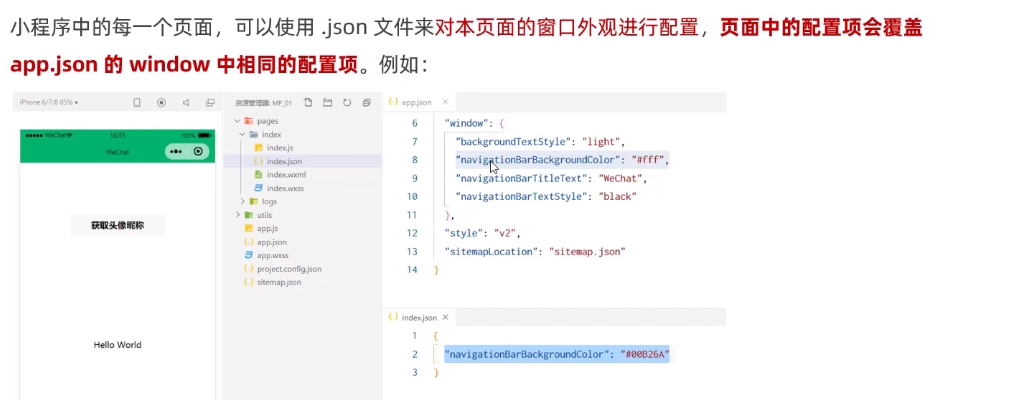 小程序中的每一个页面，可以使用 .json 文件来对本页面的窗口外观进行配置，页面中的配置项会覆盖
app.json 的 window 中相同的配置项。例如：
iPhone 6/7/8 85%
WeChat
18:33
100%
WeChat
获取头像昵称
Hello World
资源管理器: MP_01
pages
index
index.js
index.json
index.wxml
index.wxss
logs
utils
app.js
app.json
app.wxss
project.config.json
sitemap.json
app.json
6 "window": {
7 "backgroundTextStyle": "light",
8 "navigationBarBackgroundColor": "#fff",
9 "navigationBarTitleText": "WeChat",
10 "navigationBarTextStyle": "black"
11 },
12 "style": "v2",
13 "sitemapLocation": "sitemap.json"
14 }
index.json
1 {
2 "navigationBarBackgroundColor": "#00B26A"
3 }